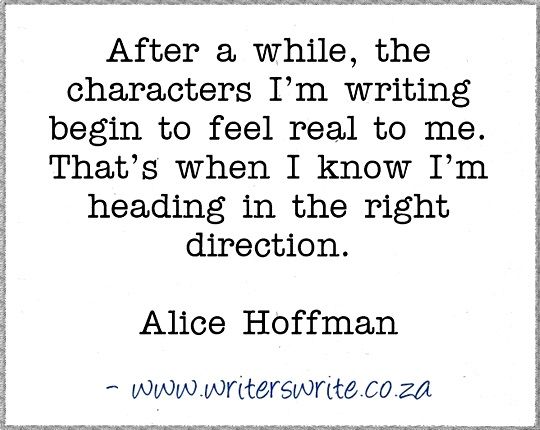 After a while, the
characters I'm writing
begin to feel real to me.
That's when I know I'm
heading in the right
direction.
Alice Hoffman
- www.writerswrite.co.za